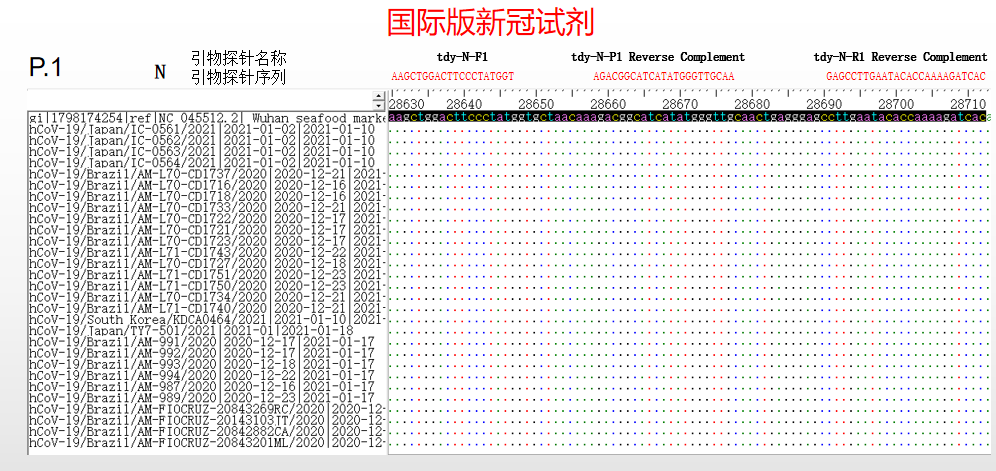 国际版新冠试剂
P.1 N 引物探针名称 tdy-N-F1 tdy-N-P1 Reverse Complement tdy-N-R1 Reverse Complement
引物探针序列 AAGCTGGACTTCCCTATGGT AGACGGCATCATATGGGTTGCAA GAGCCTTGAATACACCAAAAGATCAC
28630 28640 28650 28660 28670 28680 28690 28700 28710
gi|1798174254|ref|NC_045512.2| Wuhan seafood marke aagctggacttccctatggtgctaacaaagacggcatcatatgggttgcaactgagggagccttgaatacaccaaaagatcaca
hCoV-19/Japan/IC-0561/2021|2021-01-02|2021-01-10
hCoV-19/Japan/IC-0562/2021|2021-01-02|2021-01-10
hCoV-19/Japan/IC-0563/2021|2021-01-02|2021-01-10
hCoV-19/Japan/IC-0564/2021|2021-01-02|2021-01-10
hCoV-19/Brazil/AM-L70-CD1737/2020|2020-12-21|2021-
hCoV-19/Brazil/AM-L70-CD1716/2020|2020-12-16|2021-
hCoV-19/Brazil/AM-L70-CD1718/2020|2020-12-16|2021-
hCoV-19/Brazil/AM-L70-CD1733/2020|2020-12-21|2021-
hCoV-19/Brazil/AM-L70-CD1722/2020|2020-12-17|2021-
hCoV-19/Brazil/AM-L70-CD1721/2020|2020-12-17|2021-
hCoV-19/Brazil/AM-L70-CD1723/2020|2020-12-17|2021-
hCoV-19/Brazil/AM-L71-CD1743/2020|2020-12-22|2021-
hCoV-19/Brazil/AM-L70-CD1727/2020|2020-12-18|2021-
hCoV-19/Brazil/AM-L71-CD1751/2020|2020-12-23|2021-
hCoV-19/Brazil/AM-L71-CD1750/2020|2020-12-23|2021-
hCoV-19/Brazil/AM-L70-CD1734/2020|2020-12-21|2021-
hCoV-19/Brazil/AM-L71-CD1740/2020|2020-12-21|2021-
hCoV-19/South Korea/KDCA0464/2021|2021-01-10|2021-
hCoV-19/Japan/TY7-501/2021|2021-01|2021-01-18
hCoV-19/Brazil/AM-991/2020|2020-12-17|2021-01-17
hCoV-19/Brazil/AM-992/2020|2020-12-17|2021-01-17
hCoV-19/Brazil/AM-993/2020|2020-12-18|2021-01-17
hCoV-19/Brazil/AM-994/2020|2020-12-22|2021-01-17
hCoV-19/Brazil/AM-987/2020|2020-12-16|2021-01-17
hCoV-19/Brazil/AM-989/2020|2020-12-23|2021-01-17
hCoV-19/Brazil/AM-FIOCRUZ-20843269RC/2020|2020-12-
hCoV-19/Brazil/AM-FIOCRUZ-20143103JT/2020|2020-12-
hCoV-19/Brazil/AM-FIOCRUZ-20842882CA/2020|2020-12-
hCoV-19/Brazil/AM-FIOCRUZ-20843201ML/2020|2020-12-